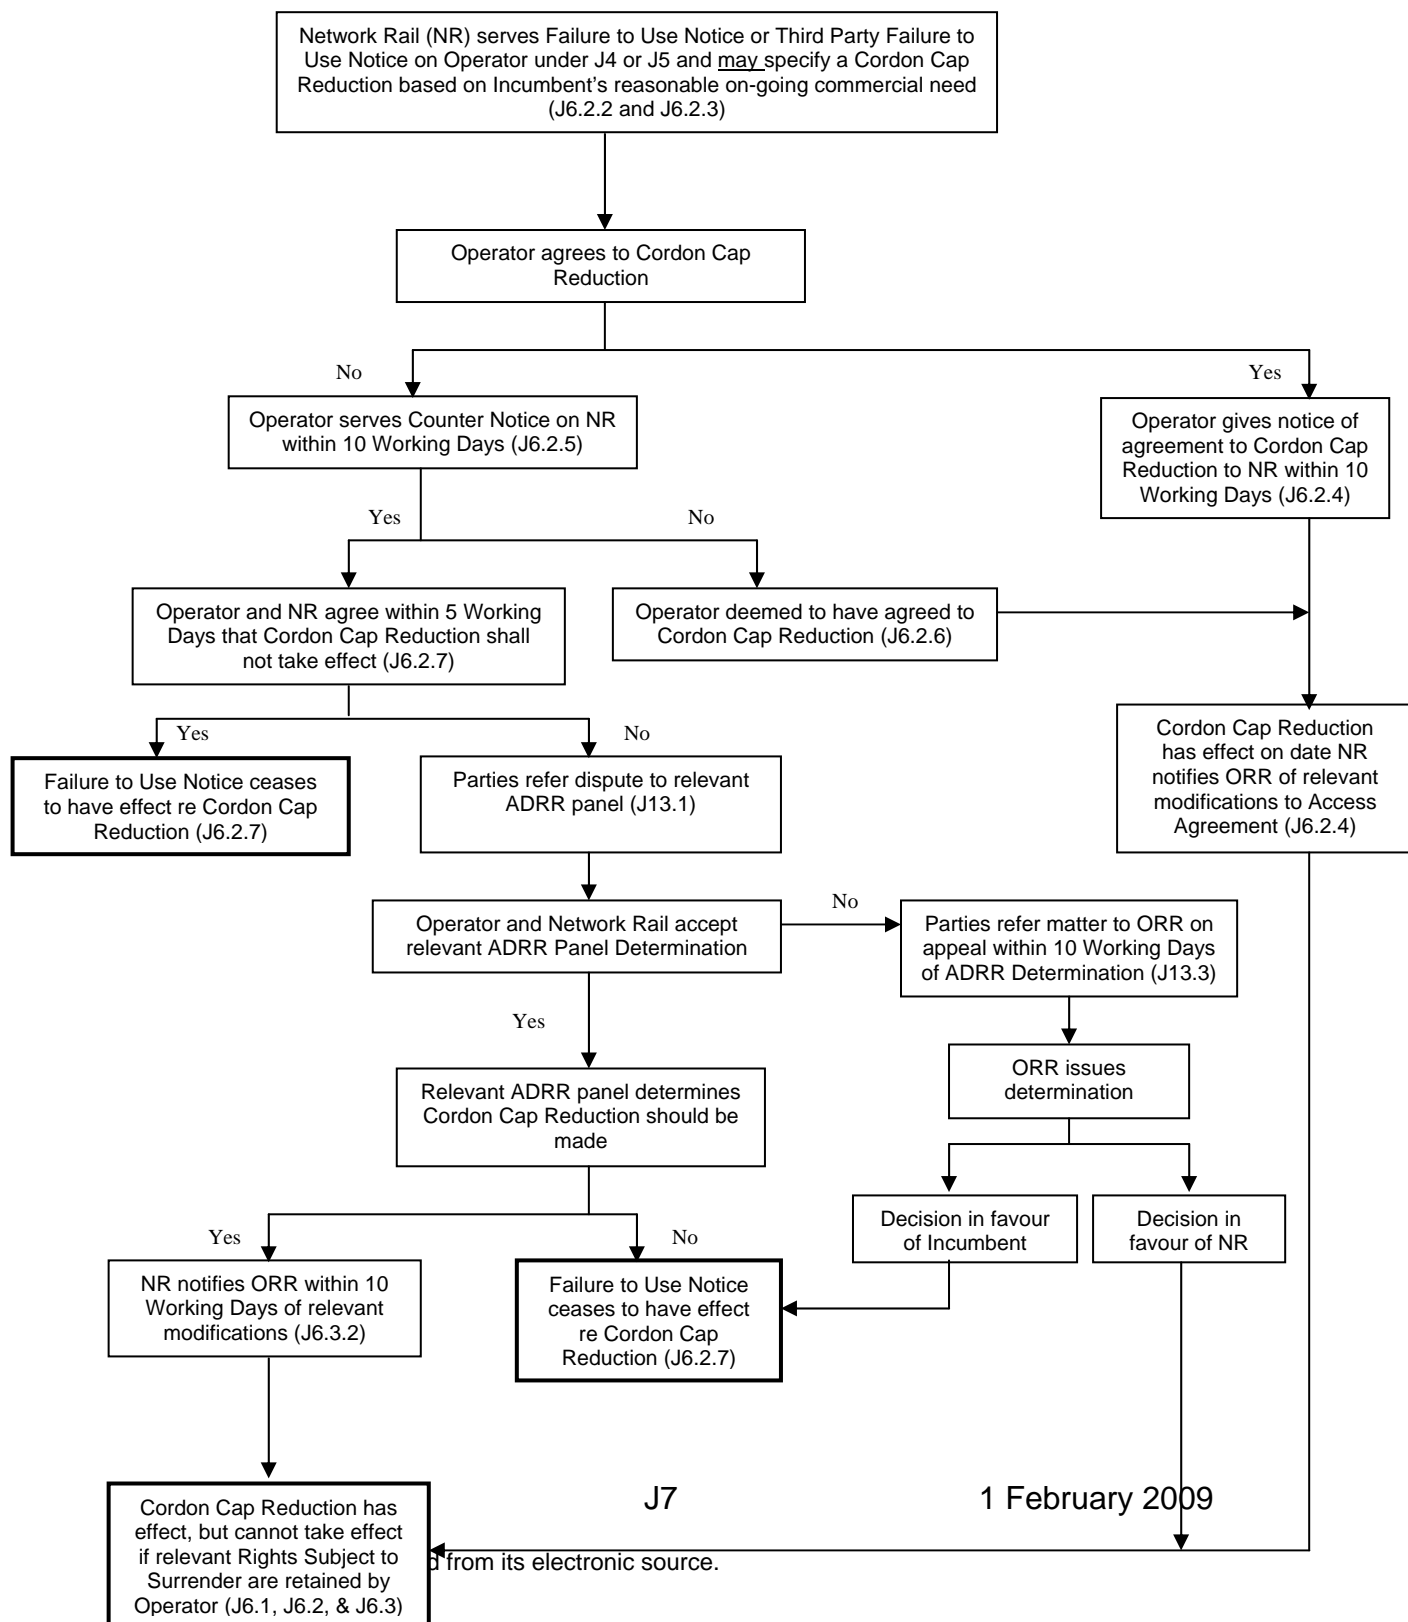 Network Rail (NR) serves Failure to Use Notice or Third Party Failure to
Use Notice on Operator under J4 or J5 and may specify a Cordon Cap
Reduction based on Incumbent's reasonable on-going commercial need
(J6.2.2 and J6.2.3)
Operator agrees to Cordon Cap
Reduction
No
Yes
Operator serves Counter Notice on NR
within 10 Working Days (J6.2.5)
Operator gives notice of
agreement to Cordon Cap
Reduction to NR within 10
Working Days (J6.2.4)
Yes
No
Operator and NR agree within 5 Working
Days that Cordon Cap Reduction shall
not take effect (J6.2.7)
Operator deemed to have agreed to
Cordon Cap Reduction (J6.2.6)
Yes
No
Cordon Cap Reduction
has effect on date NR
notifies ORR of relevant
modifications to Access
Agreement (J6.2.4)
Failure to Use Notice ceases
to have effect re Cordon Cap
Reduction (J6.2.7)
Parties refer dispute to relevant
ADRR panel (J13.1)
Operator and Network Rail accept
relevant ADRR Panel Determination
No
Parties refer matter to ORR on
appeal within 10 Working Days
of ADRR Determination (J13.3)
Yes
ORR issues
determination
Relevant ADRR panel determines
Cordon Cap Reduction should be
made
Decision in favour
of Incumbent
Decision in
favour of NR
Yes
No
NR notifies ORR within 10
Working Days of relevant
modifications (J6.3.2)
Failure to Use Notice
ceases to have effect
re Cordon Cap
Reduction (J6.2.7)
Cordon Cap Reduction has
effect, but cannot take effect
if relevant Rights Subject to
Surrender are retained by
Operator (J6.1, J6.2, & J6.3)
J7
1 February 2009
from its electronic source.